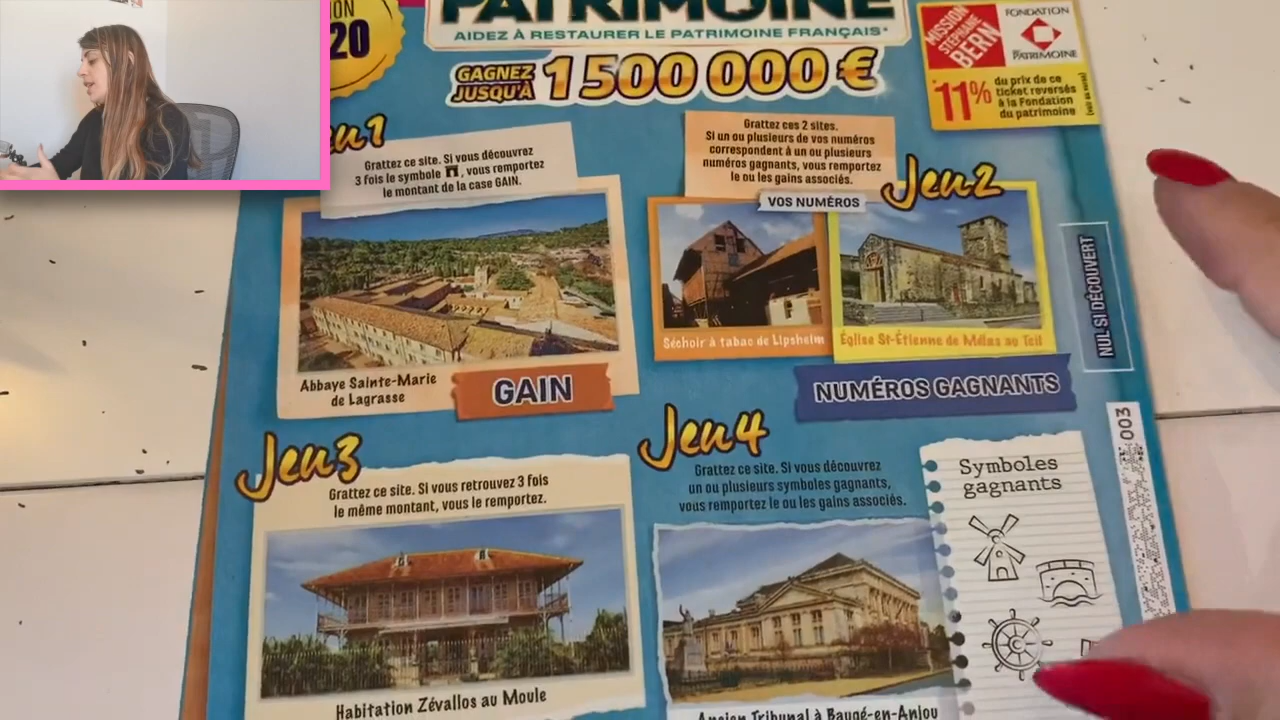 20
PATRIMOINE
AIDEZ À RESTAURER LE PATRIMOINE FRANÇAIS*
GAGNEZ
JUSQU'À
1 500 000 €
MISSION
STÉPHANE
BERN
FONDATION
DU
PATRIMOINE
*11%
du prix de ce
ticket reversés
à la Fondation
du patrimoine
Jeu1
Grattez ce site. Si vous découvrez
3 fois le symbole , vous remportez
le montant de la case GAIN.
Abbaye Sainte-Marie
de Lagrasse
GAIN
Grattez ces 2 sites.
Si un ou plusieurs de vos numéros
correspondent à un ou plusieurs
numéros gagnants, vous remportez
le ou les gains associés.
Jeu2
VOS NUMÉROS
Séchoir à tabac de Lipsheim
Église St-Étienne de Mélas au Teil
NUMÉROS GAGNANTS
NUL SI DÉCOUVERT
Jeu3
Grattez ce site. Si vous retrouvez 3 fois
le même montant, vous le remportez.
Habitation Zévallos au Moule
Jeu4
Grattez ce site. Si vous découvrez
un ou plusieurs symboles gagnants,
vous remportez le ou les gains associés.
Ancien Tribunal à Baugé-en-Anjou
Symboles
gagnants
003